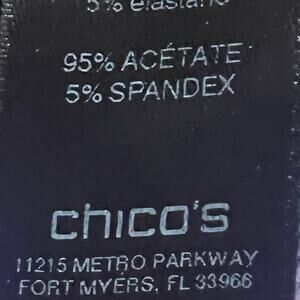 5% elastano
95% ACÉTATE
5% SPANDEX
chico's
11215 METRO PARKWAY
FORT MYERS, FL 33966